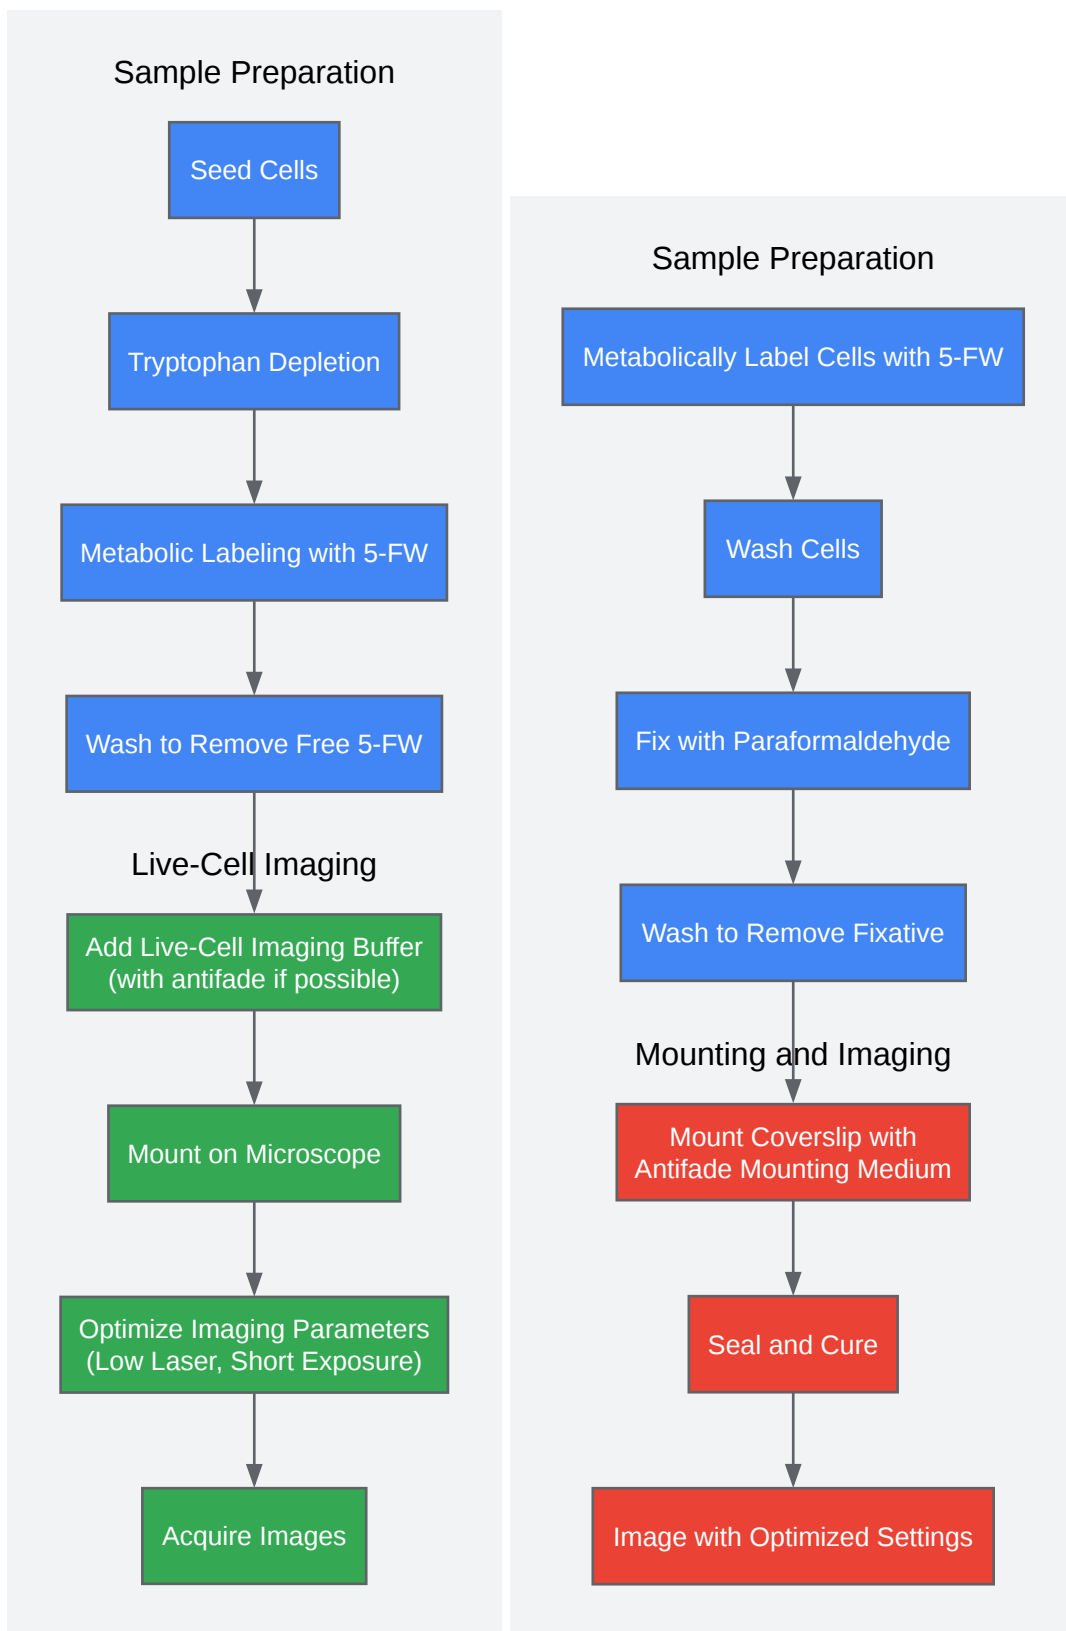 Sample Preparation
Seed Cells
Tryptophan Depletion
Metabolic Labeling with 5-FW
Wash to Remove Free 5-FW
Live-Cell Imaging
Add Live-Cell Imaging Buffer
(with antifade if possible)
Mount on Microscope
Optimize Imaging Parameters
(Low Laser, Short Exposure)
Acquire Images
Sample Preparation
Metabolically Label Cells with 5-FW
Wash Cells
Fix with Paraformaldehyde
Wash to Remove Fixative
Mounting and Imaging
Mount Coverslip with
Antifade Mounting Medium
Seal and Cure
Image with Optimized Settings